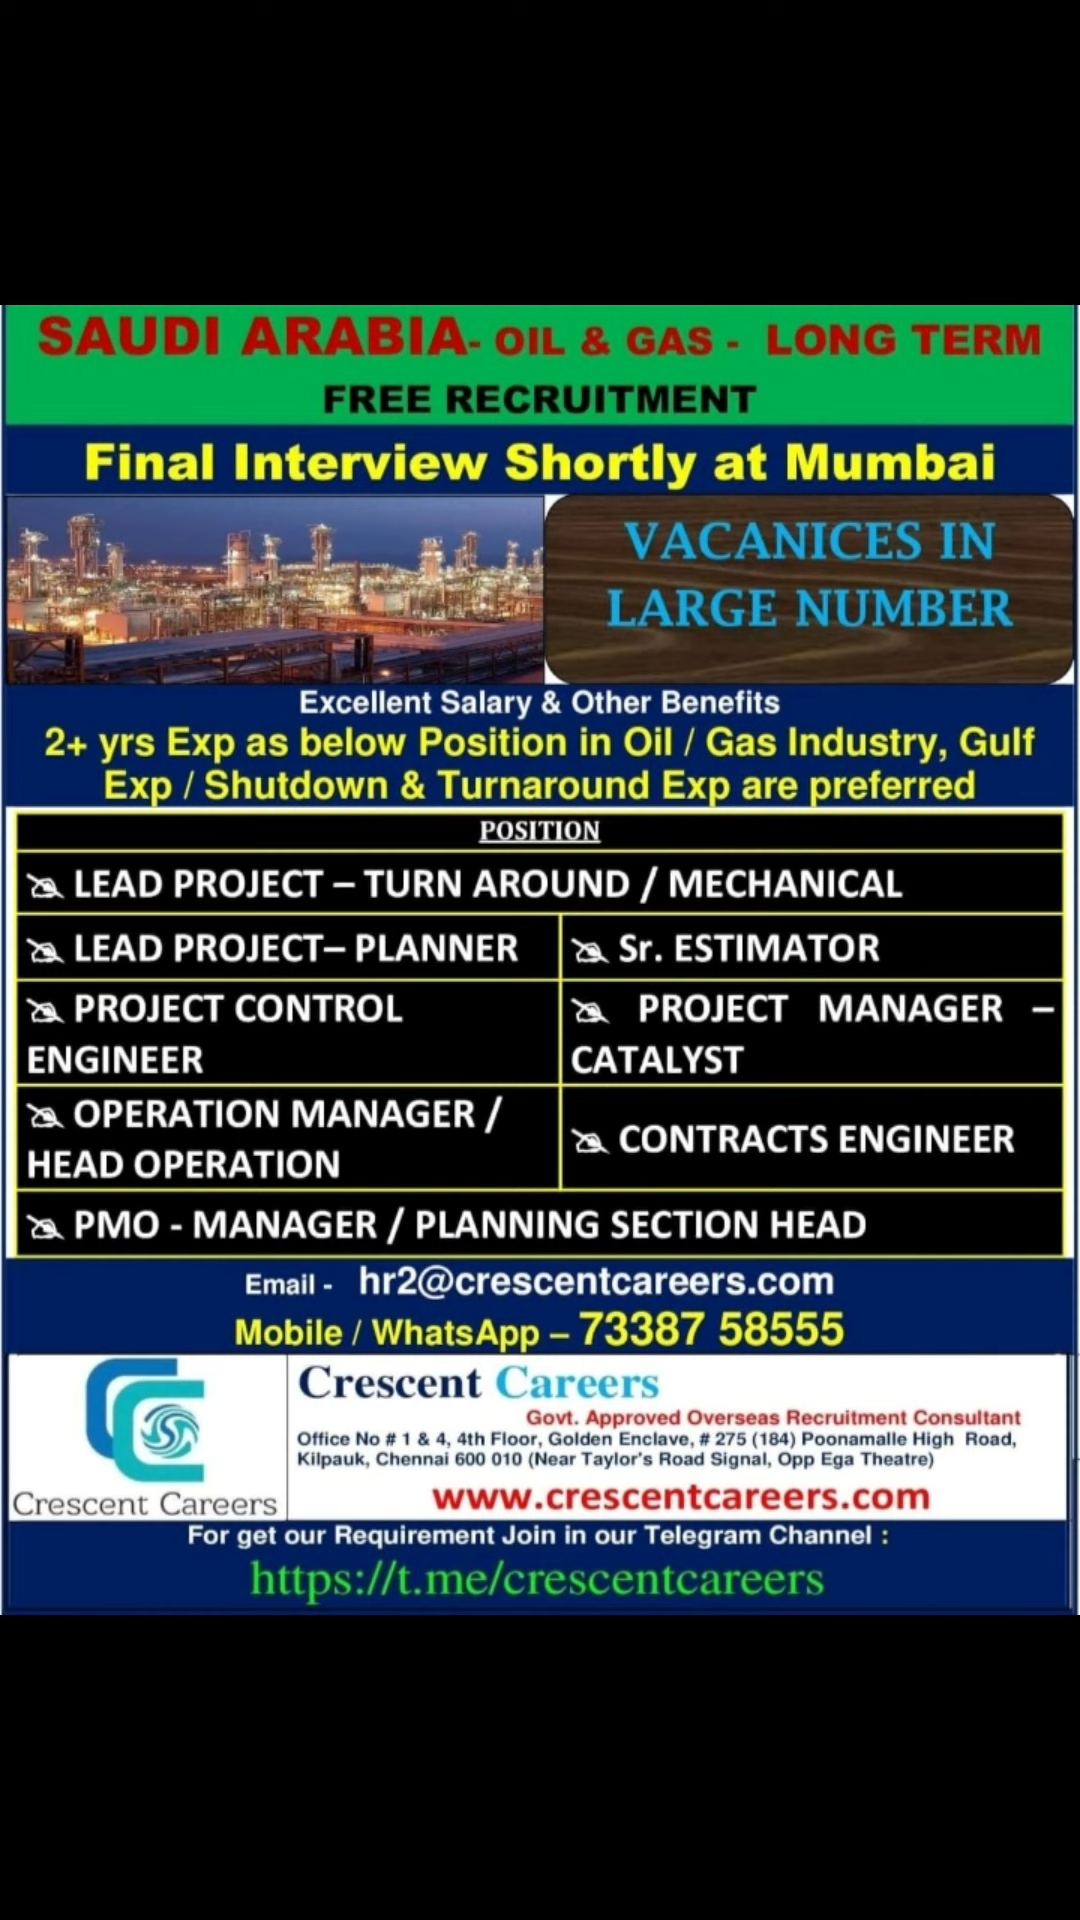 SAUDI ARABIA- OIL & GAS - LONG TERM
FREE RECRUITMENT
Final Interview Shortly at Mumbai
VACANICES IN
LARGE NUMBER
Excellent Salary & Other Benefits
2+ yrs Exp as below Position in Oil / Gas Industry, Gulf
Exp / Shutdown & Turnaround Exp are preferred
POSITION
LEAD PROJECT – TURN AROUND / MECHANICAL
LEAD PROJECT– PLANNER
Sr. ESTIMATOR
PROJECT CONTROL
ENGINEER
PROJECT MANAGER –
CATALYST
OPERATION MANAGER /
HEAD OPERATION
CONTRACTS ENGINEER
PMO - MANAGER / PLANNING SECTION HEAD
Email - hr2@crescentcareers.com
Mobile / WhatsApp – 73387 58555
Crescent Careers
Crescent Careers
Govt. Approved Overseas Recruitment Consultant
Office No # 1 & 4, 4th Floor, Golden Enclave, # 275 (184) Poonamalle High Road,
Kilpauk, Chennai 600 010 (Near Taylor's Road Signal, Opp Ega Theatre)
www.crescentcareers.com
For get our Requirement Join in our Telegram Channel :
https://t.me/crescentcareers